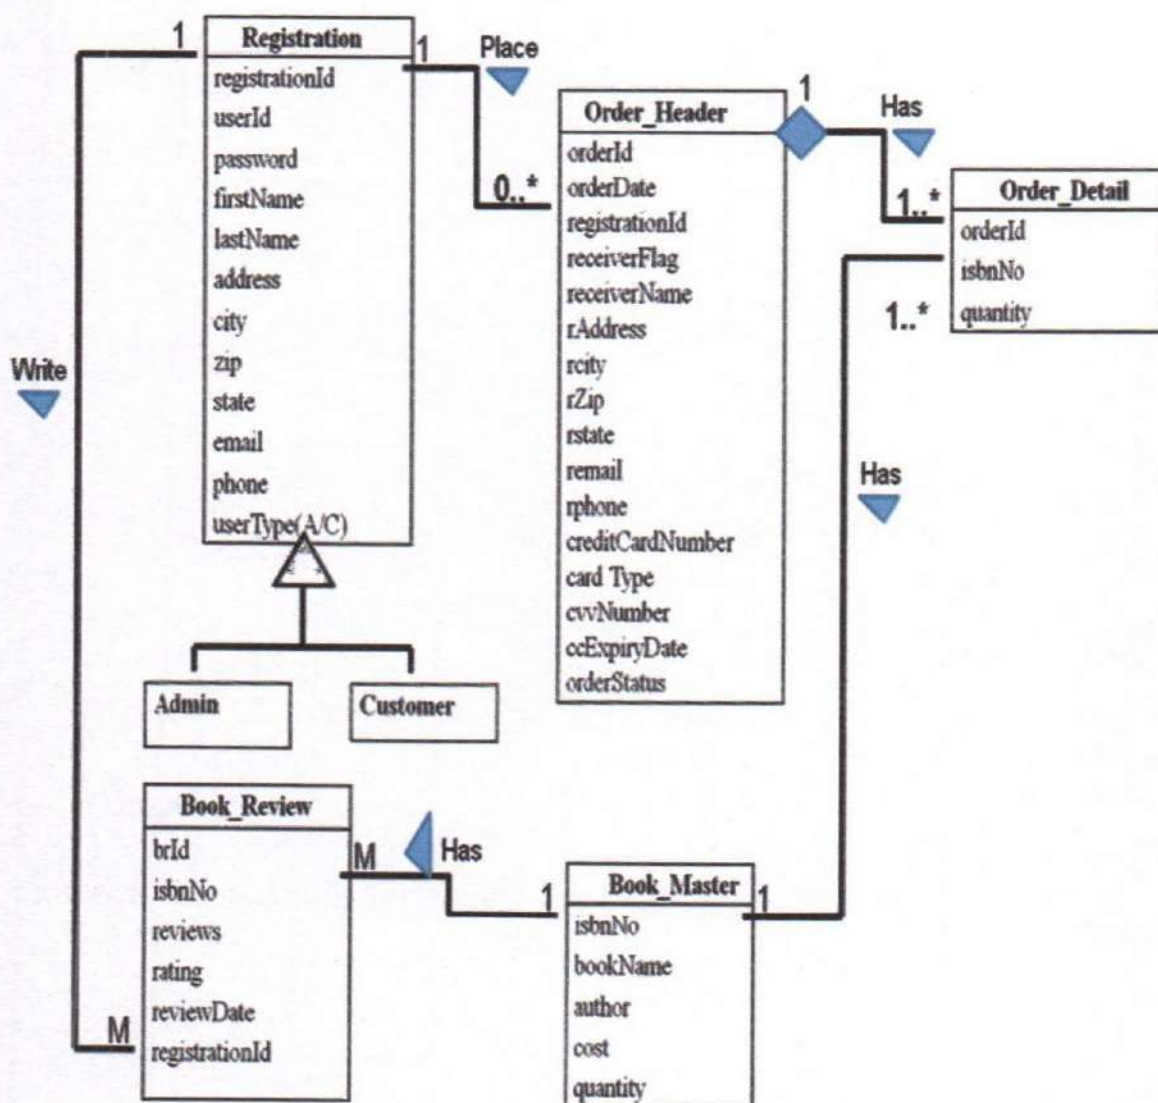 1
Registration
registrationId
userId
password
firstName
lastName
address
city
zip
state
email
phone
userType(A/C)
1
Place
0..*
Order_Header
orderId
orderDate
registrationId
receiverFlag
receiverName
rAddress
rcity
rZip
rstate
remail
rphone
creditCardNumber
card Type
cvvNumber
ccExpiryDate
orderStatus
1
Has
1..*
Order_Detail
orderId
isbnNo
quantity
1..*
Has
Write
Admin
Customer
Book_Review
brId
isbnNo
reviews
rating
reviewDate
registrationId
M
M
Has
1
Book_Master
isbnNo
bookName
author
cost
quantity
1